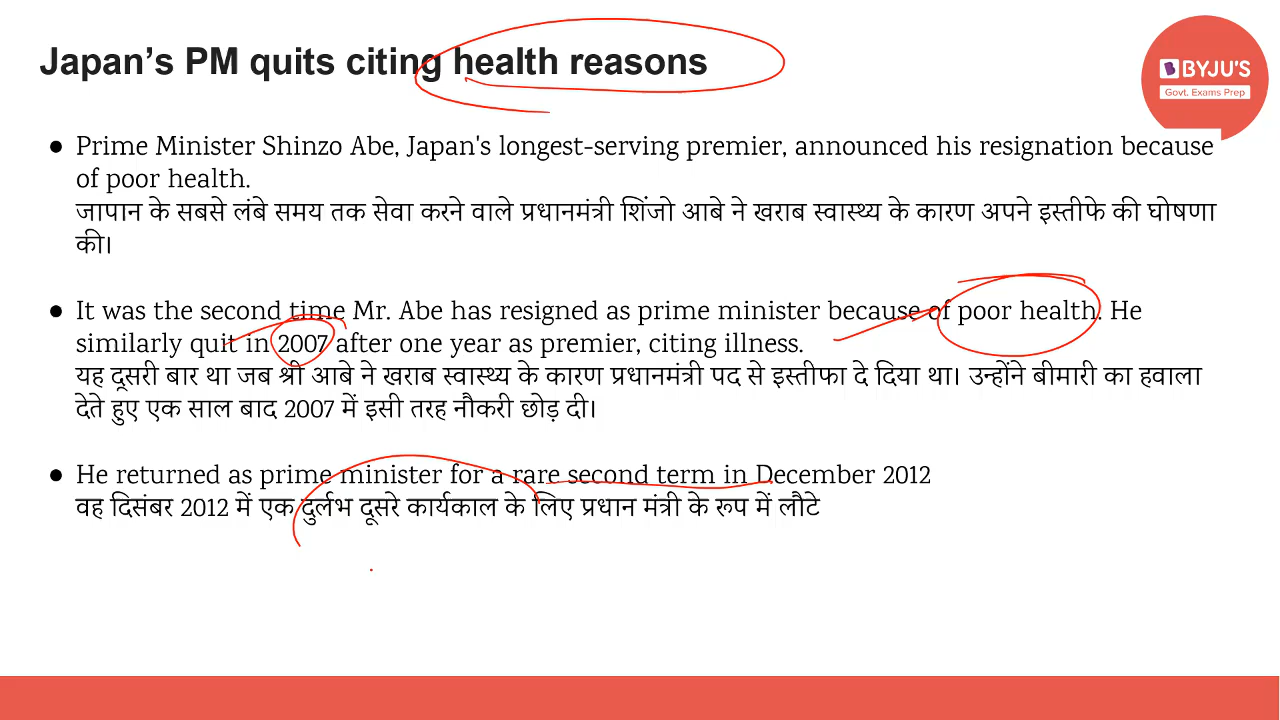 Japan’s PM quits citing health reasons
BYJU'S
Govt. Exams Prep
● Prime Minister Shinzo Abe, Japan's longest-serving premier, announced his resignation because
of poor health.
जापान के सबसे लंबे समय तक सेवा करने वाले प्रधानमंत्री शिंजो आबे ने खराब स्वास्थ्य के कारण अपने इस्तीफे की घोषणा
की।
● It was the second time Mr. Abe has resigned as prime minister because of poor health. He
similarly quit in 2007 after one year as premier, citing illness.
यह दूसरी बार था जब श्री आबे ने खराब स्वास्थ्य के कारण प्रधानमंत्री पद से इस्तीफा दे दिया था। उन्होंने बीमारी का हवाला
देते हुए एक साल बाद 2007 में इसी तरह नौकरी छोड़ दी।
● He returned as prime minister for a rare second term in December 2012
वह दिसंबर 2012 में एक दुर्लभ दूसरे कार्यकाल के लिए प्रधान मंत्री के रूप में लौटे